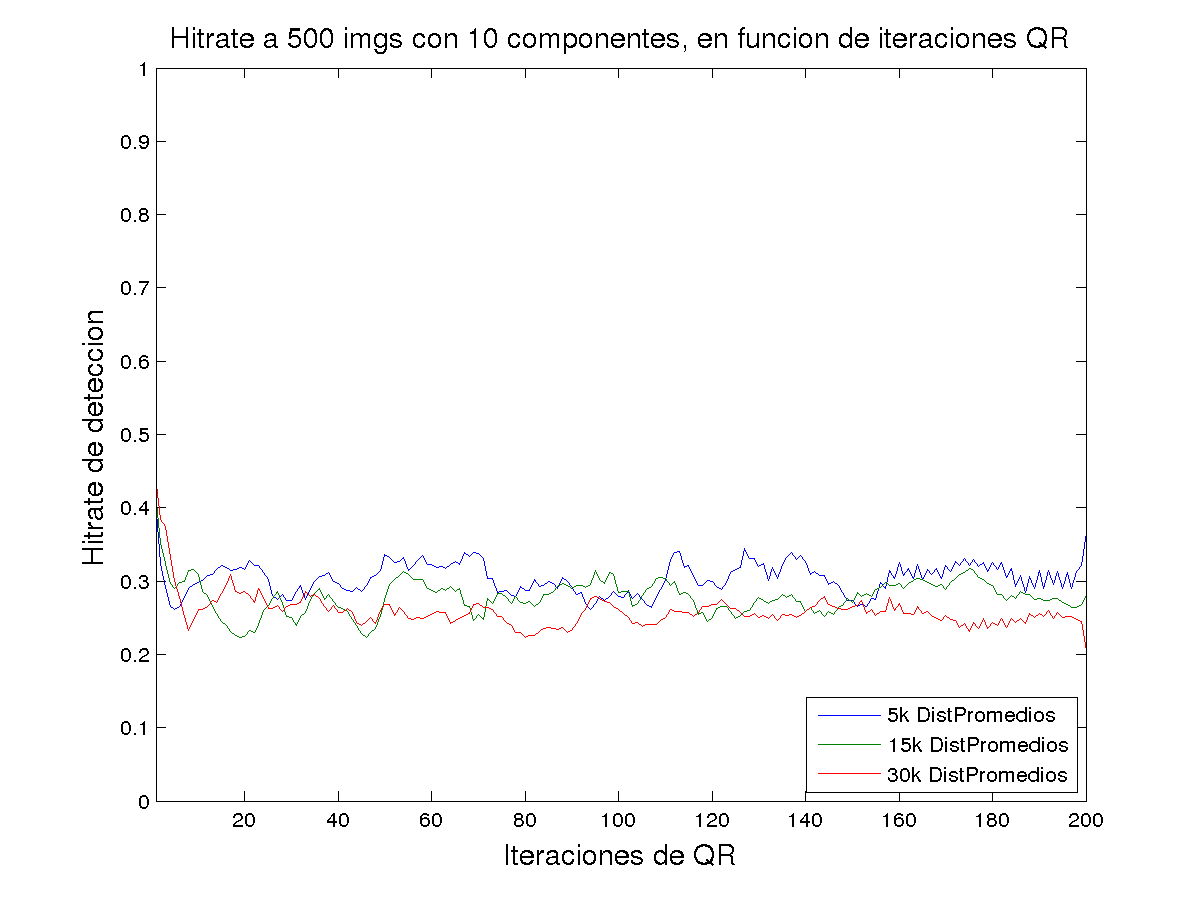 Hitrate a 500 imgs con 10 componentes, en funcion de iteraciones QR
1
0.9
0.8
0.7
0.6
0.5
0.4
0.3
0.2
0.1
0
Hitrate de deteccion
5k DistPromedios
15k DistPromedios
30k DistPromedios
20 40 60 80 100 120 140 160 180 200
Iteraciones de QR